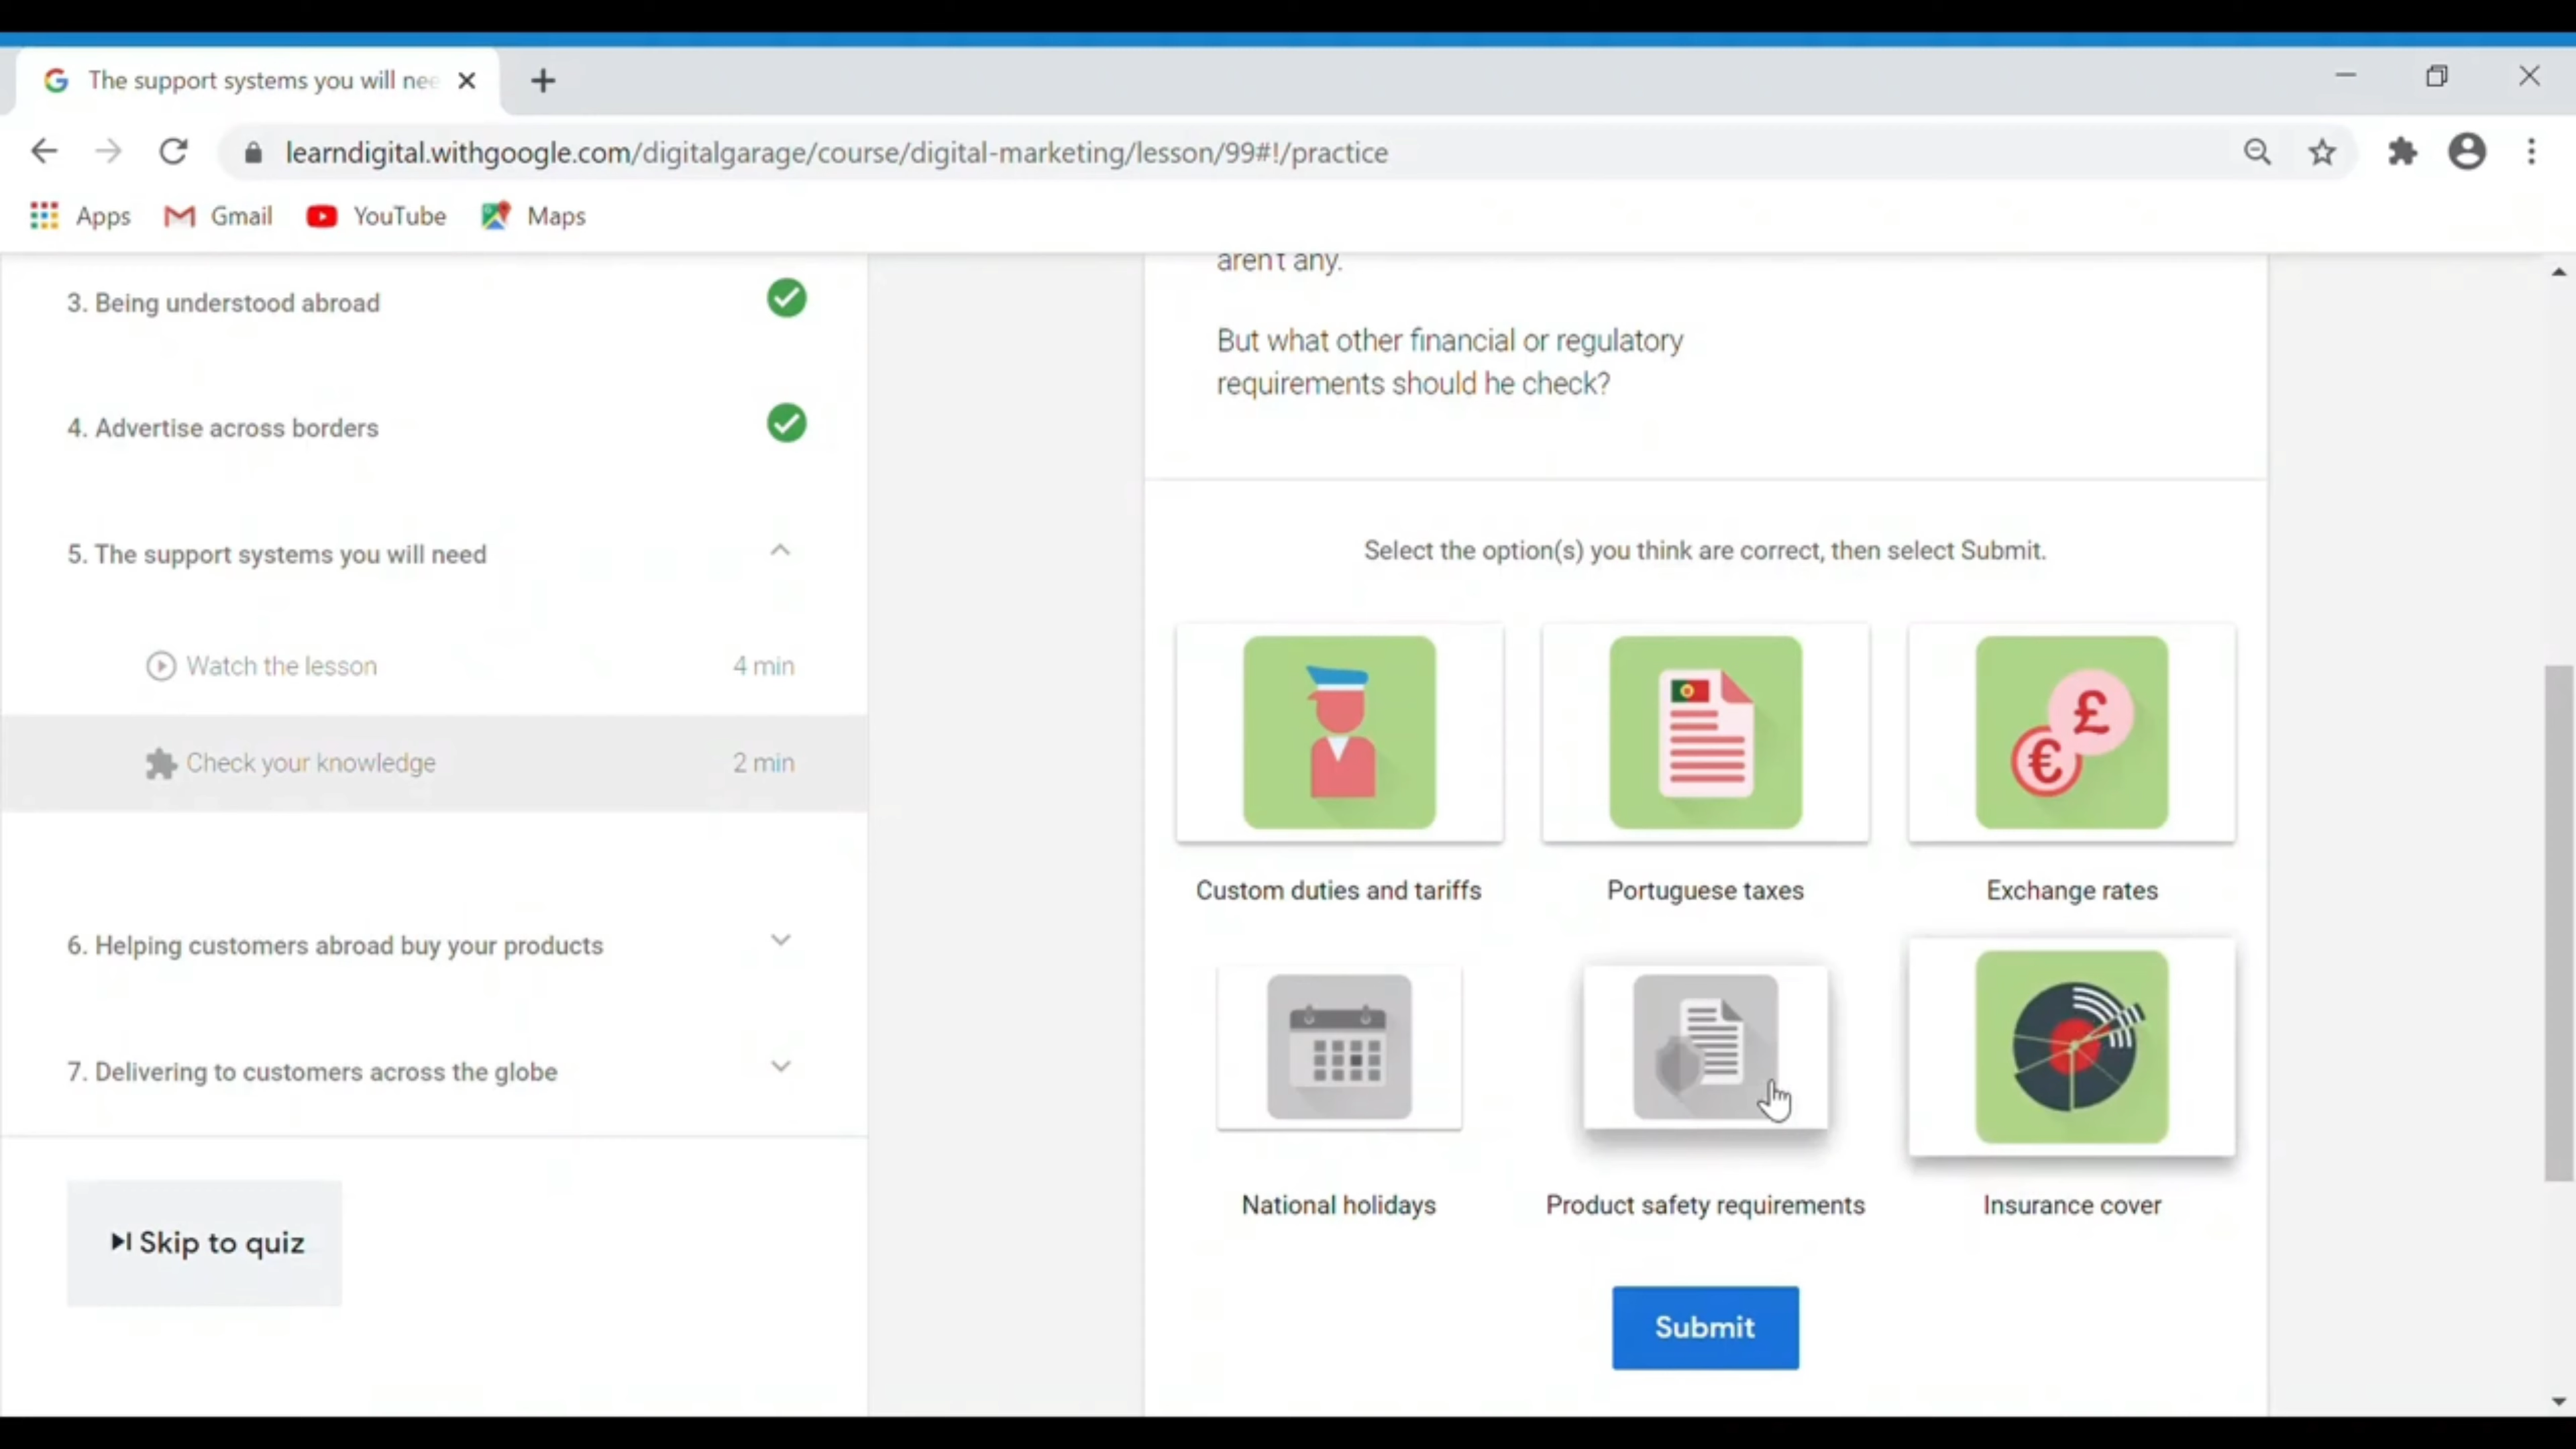 The support systems you will nee
learndigital.withgoogle.com/digitalgarage/course/digital-marketing/lesson/99#!/practice
Apps
Gmail
YouTube
Maps
3. Being understood abroad
4. Advertise across borders
5. The support systems you will need
Watch the lesson
4 min
Check your knowledge
2 min
6. Helping customers abroad buy your products
7. Delivering to customers across the globe
Skip to quiz
aren't any.
But what other financial or regulatory
requirements should he check?
Select the option(s) you think are correct, then select Submit.
£
€
Custom duties and tariffs
Portuguese taxes
Exchange rates
National holidays
Product safety requirements
Insurance cover
Submit